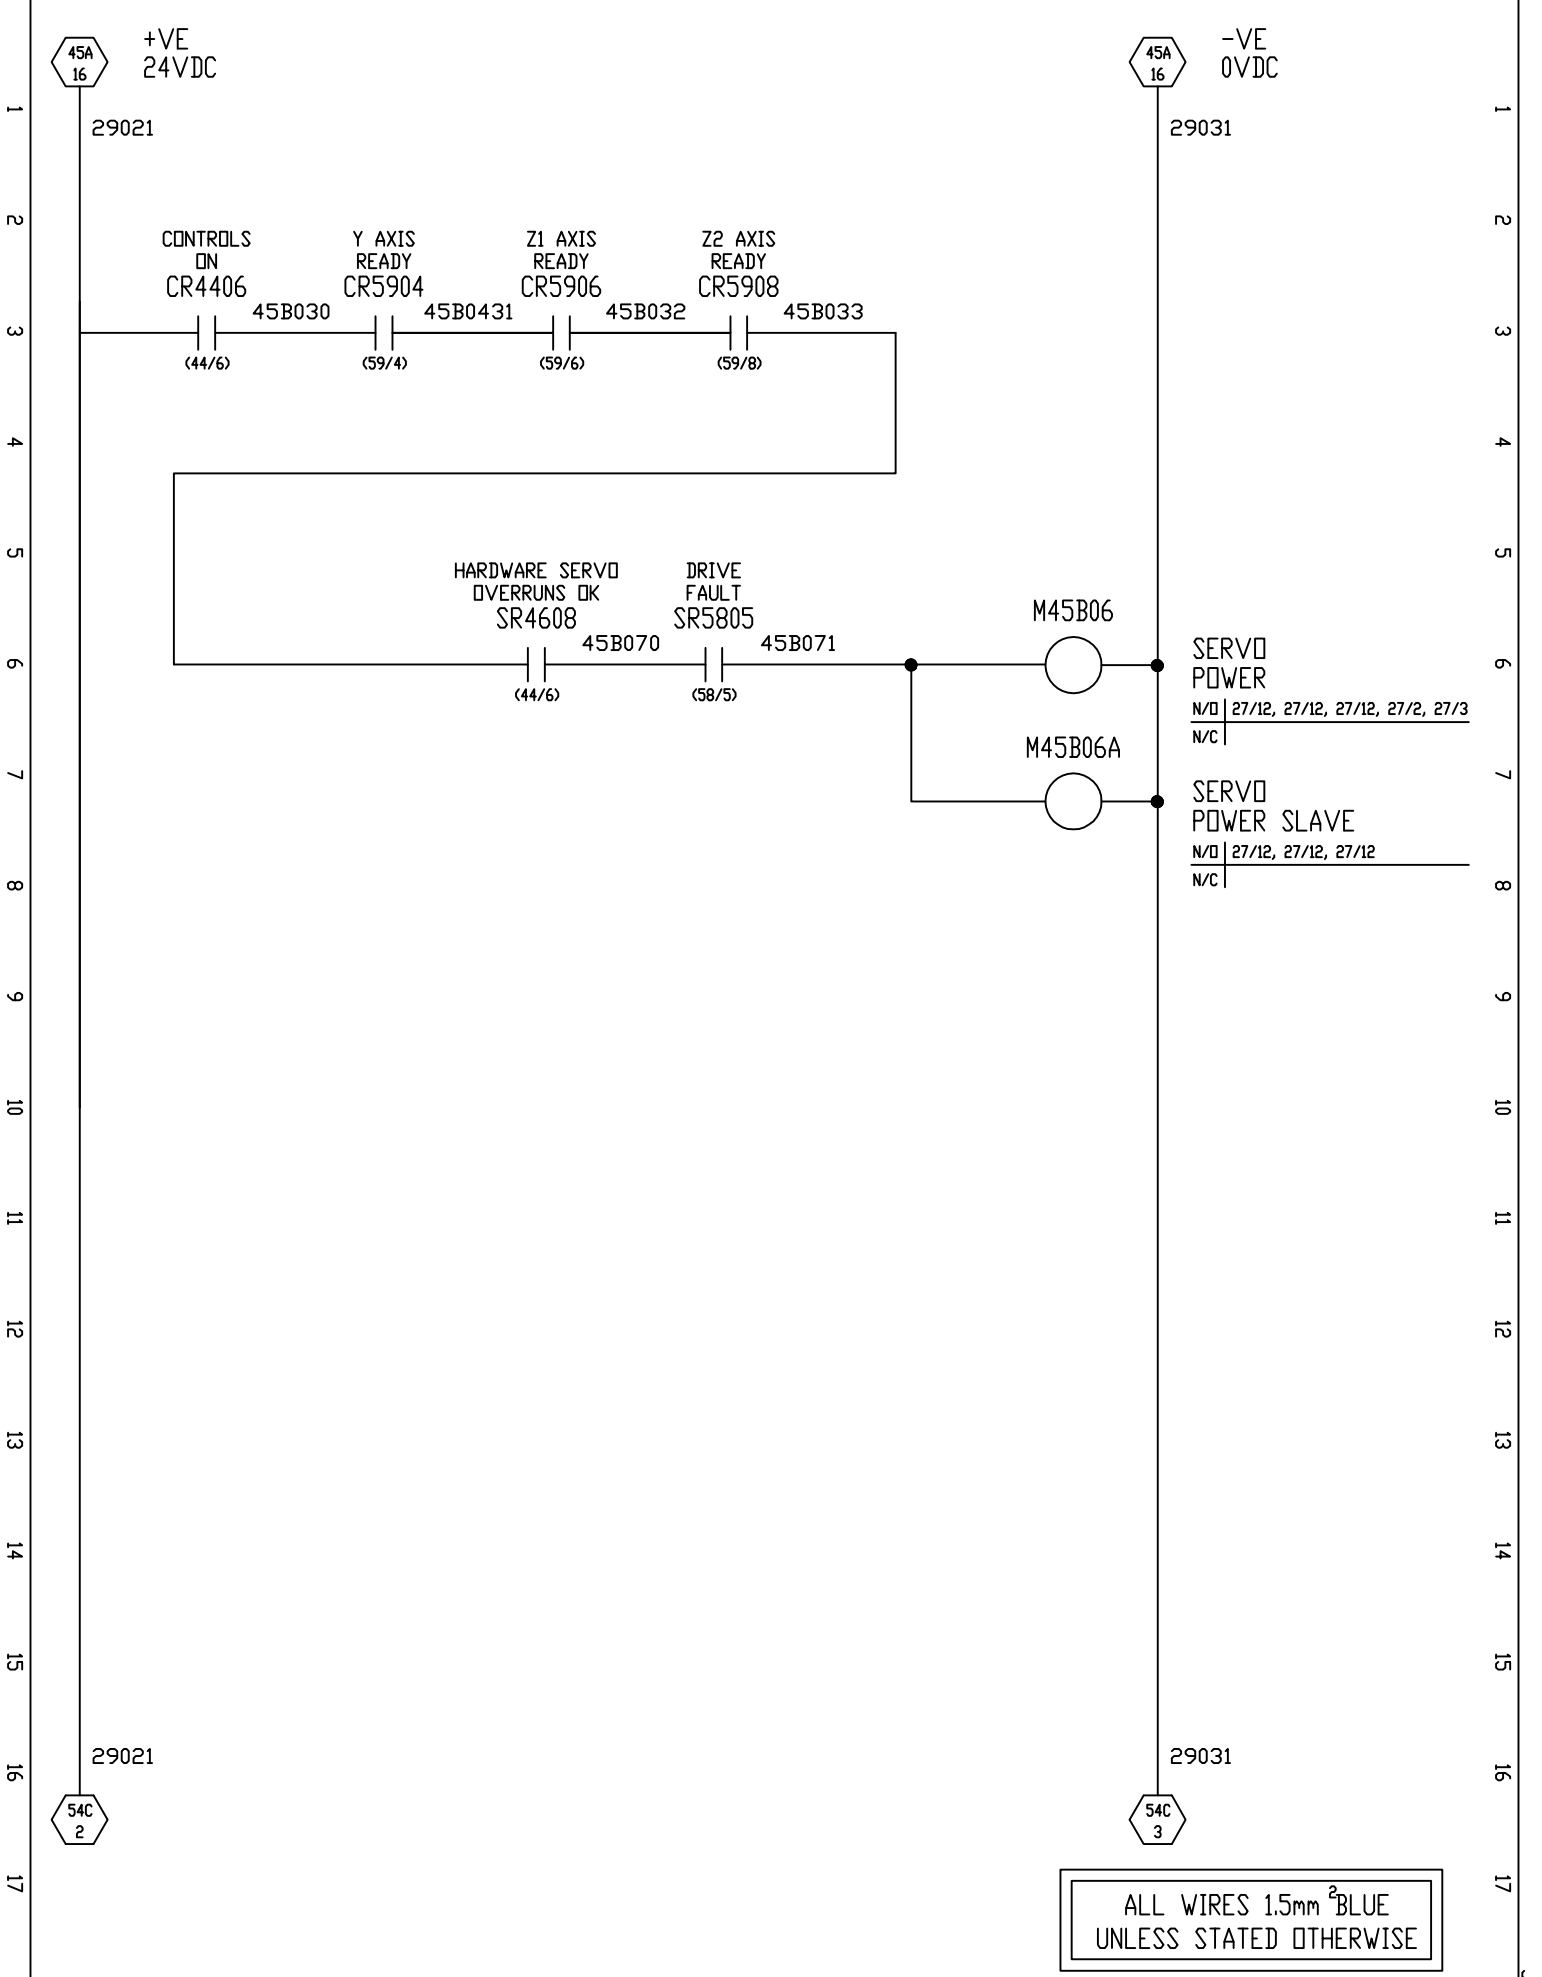 45A
16
+VE
24VDC
45A
16
-VE
0VDC
1
1
29021
29031
2
2
CONTROLS
ON
CR4406
Y AXIS
READY
CR5904
Z1 AXIS
READY
CR5906
Z2 AXIS
READY
CR5908
45B030
45B0431
45B032
45B033
3
3
(44/6)
(59/4)
(59/6)
(59/8)
4
4
5
5
HARDWARE SERVO
OVERRUNS OK
SR4608
DRIVE
FAULT
SR5805
M45B06
45B070
45B071
6
6
(44/6)
(58/5)
SERVO
POWER
N/O 27/12, 27/12, 27/12, 27/2, 27/3
N/C
M45B06A
7
7
SERVO
POWER SLAVE
N/O 27/12, 27/12, 27/12
N/C
8
8
9
9
10
10
11
11
12
12
13
13
14
14
15
15
29021
29031
16
16
54C
2
54C
3
17
17
ALL WIRES 1.5mm²BLUE
UNLESS STATED OTHERWISE